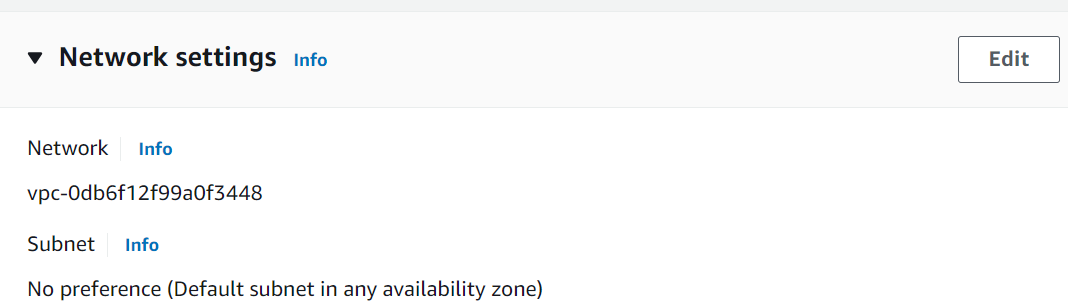 Network settings Info Edit
Network Info
vpc-0db6f12f99a0f3448
Subnet Info
No preference (Default subnet in any availability zone)